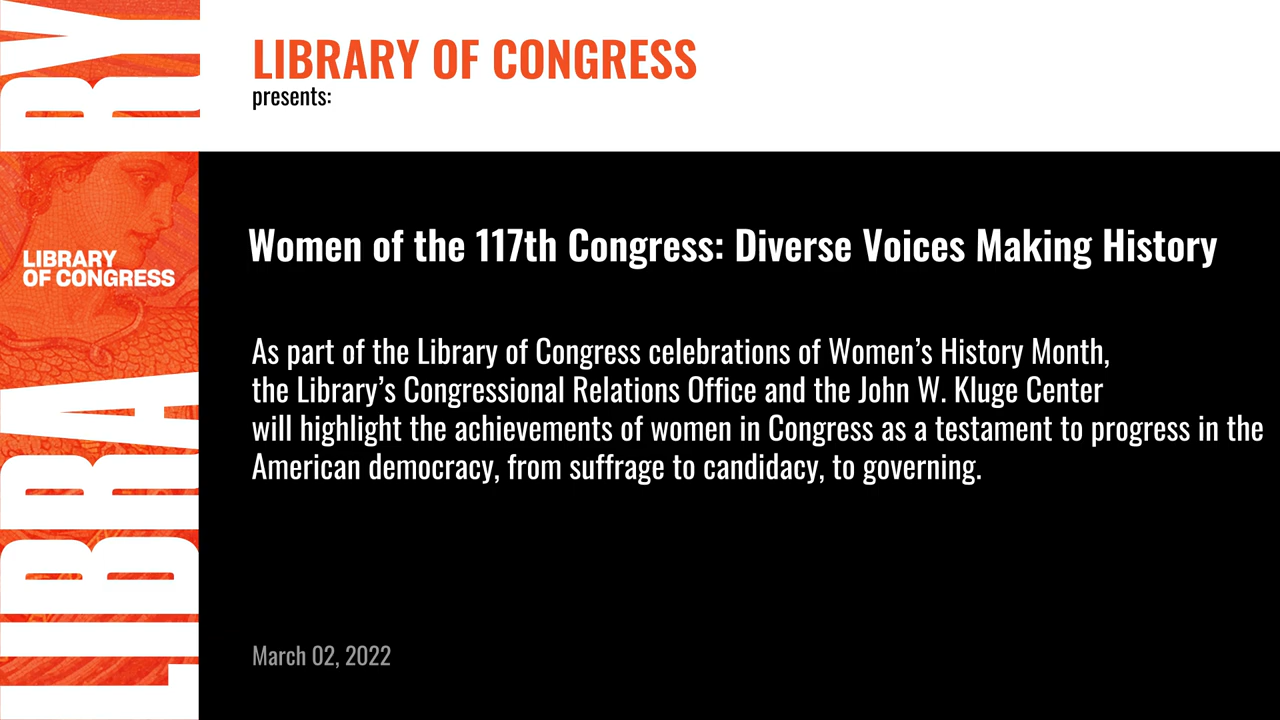 LIBRARY OF CONGRESS
presents:
LIBRARY
LIBRARY
OF CONGRESS
Women of the 117th Congress: Diverse Voices Making History
As part of the Library of Congress celebrations of Women’s History Month,
the Library’s Congressional Relations Office and the John W. Kluge Center
will highlight the achievements of women in Congress as a testament to progress in the
American democracy, from suffrage to candidacy, to governing.
March 02, 2022